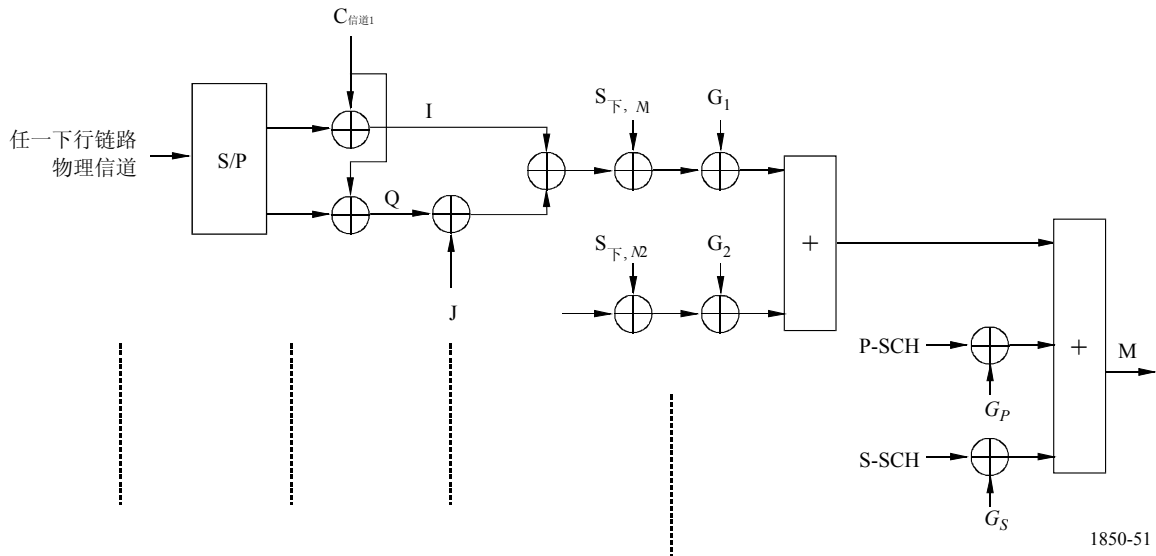 C信道1
I
S下, N1
G1
任一下行链路
物理信道
S/P
Q
+
S下, N2
G2
J
P-SCH
+
M
GP
S-SCH
GS
1850-51